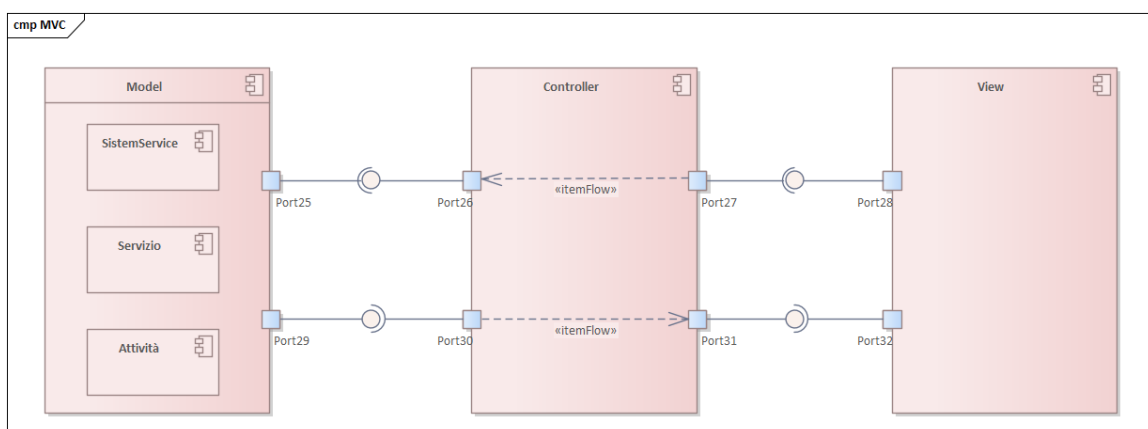 cmp MVC
Model
Controller
View
SistemService
«itemFlow»
Port25
Port26
Port27
Port28
Servizio
«itemFlow»
Port29
Port30
Port31
Port32
Attività